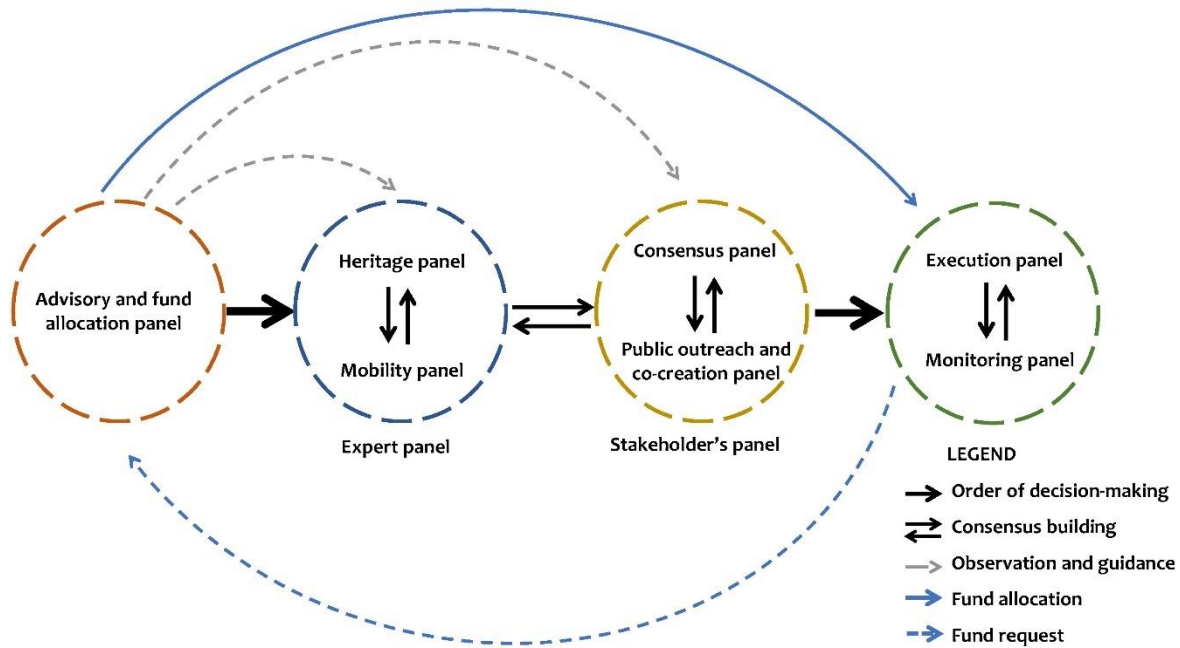 Advisory and fund
allocation panel
Heritage panel
Mobility panel
Expert panel
Consensus panel
Public outreach and
co-creation panel
Stakeholder’s panel
Execution panel
Monitoring panel
LEGEND
Order of decision-making
Consensus building
Observation and guidance
Fund allocation
Fund request